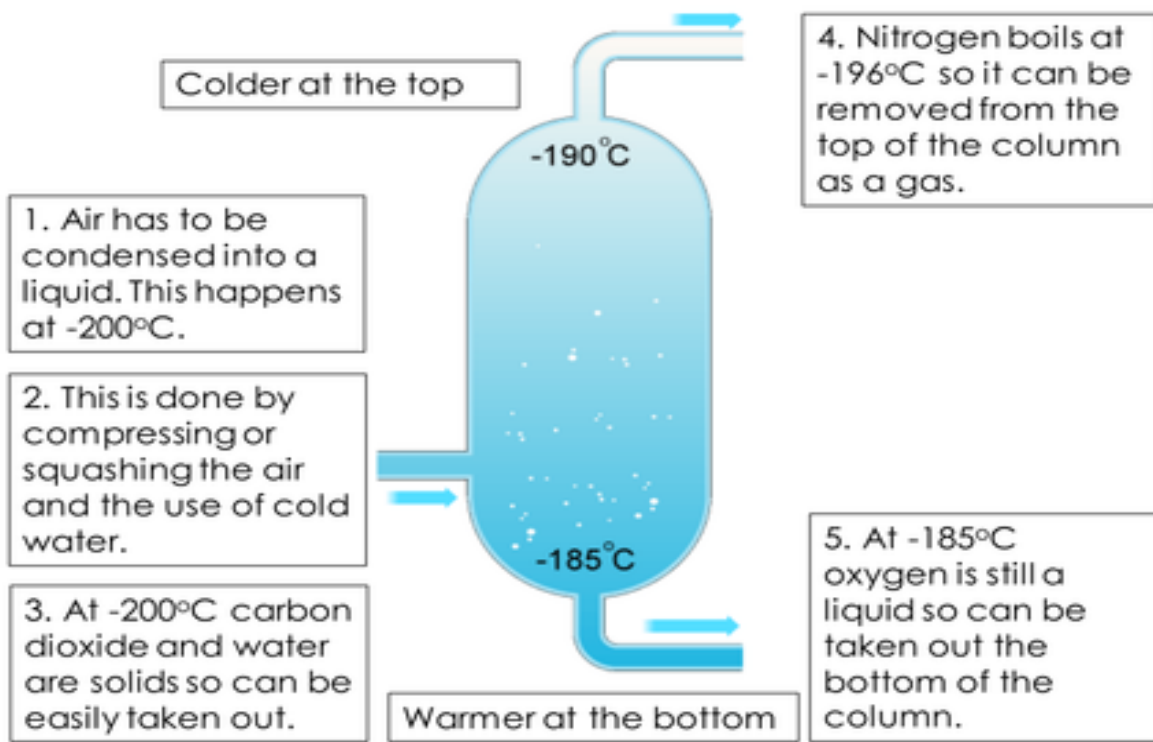 Colder at the top
-190°C
4. Nitrogen boils at
-196°C so it can be
removed from the
top of the column
as a gas.
1. Air has to be
condensed into a
liquid. This happens
at -200°C.
2. This is done by
compressing or
squashing the air
and the use of cold
water.
3. At -200°C carbon
dioxide and water
are solids so can be
easily taken out.
-185°C
Warmer at the bottom
5. At -185°C
oxygen is still a
liquid so can be
taken out the
bottom of the
column.